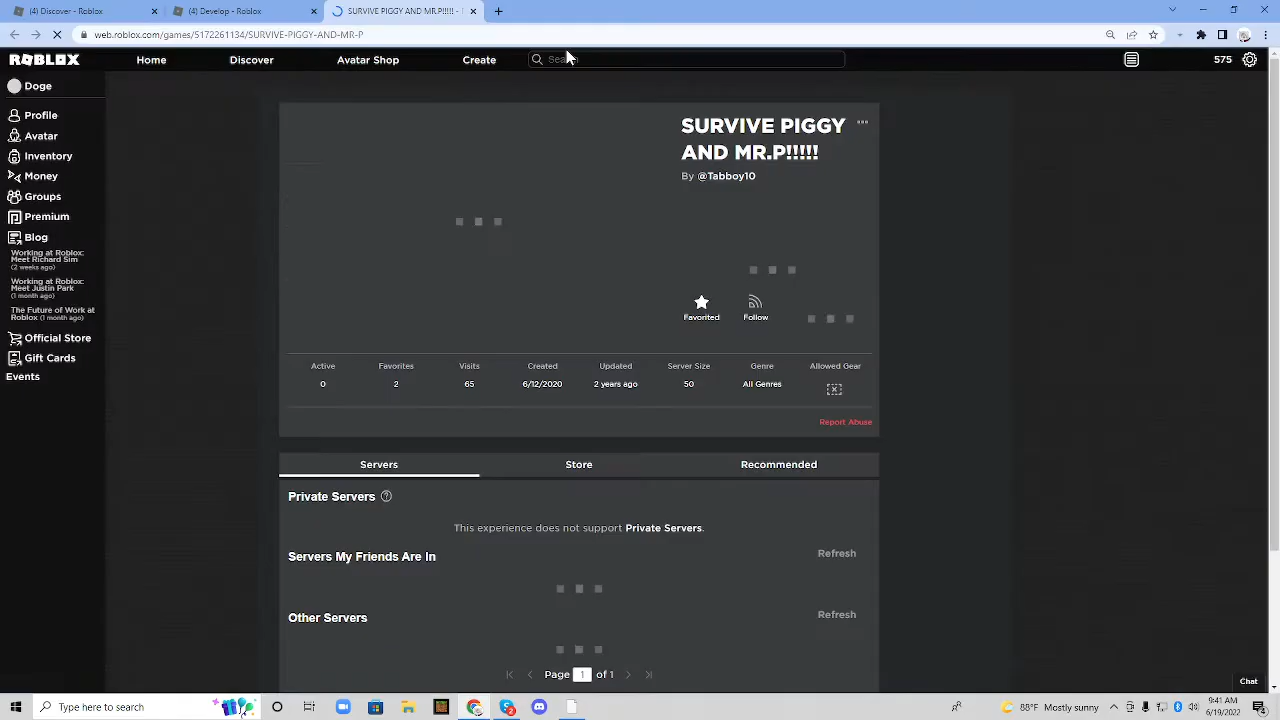 (4) Discover - Roblox
(4) Develop - Roblox
SURVIVE PIGGY AND MR.P!!!!! -
web.roblox.com/games/5172261134/SURVIVE-PIGGY-AND-MR-P
ROBLOX
Home
Discover
Avatar Shop
Create
Search
575
Doge
Profile
Avatar
Inventory
Money
Groups
Premium
Blog
Working at Roblox:
Meet Richard Sim
(2 weeks ago)
Working at Roblox:
Meet Justin Park
(1 month ago)
The Future of Work at
Roblox (1 month ago)
Official Store
Gift Cards
Events
SURVIVE PIGGY
AND MR.P!!!!!
By @Tabboy10
Favorited
Follow
Active
Favorites
Visits
Created
Updated
Server Size
Genre
Allowed Gear
0
2
65
6/12/2020
2 years ago
50
All Genres
Report Abuse
Servers
Store
Recommended
Private Servers
This experience does not support Private Servers.
Servers My Friends Are In
Refresh
Other Servers
Refresh
Page 1 of 1
Chat
Type here to search
2
88°F Mostly sunny
9:41 AM
6/19/2022